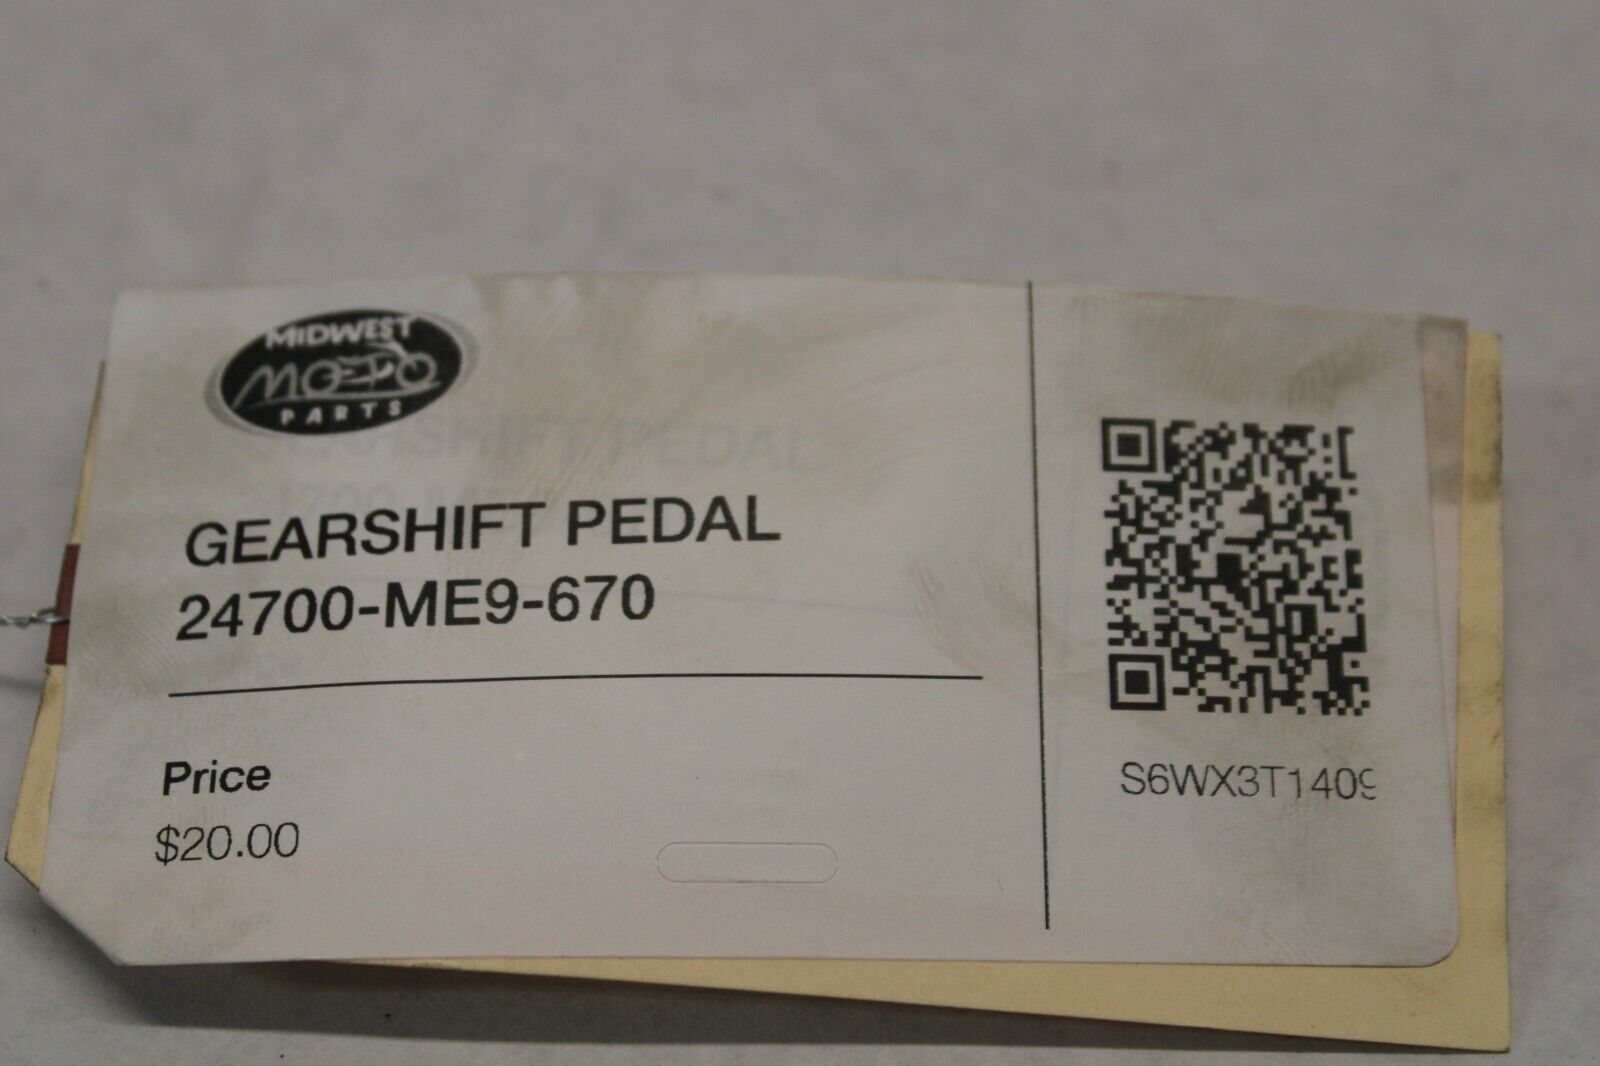 MIDWEST
MOTO
PARTS
GEARSHIFT PEDAL
24700-ME9-670
Price
$20.00
S6WX3T1409